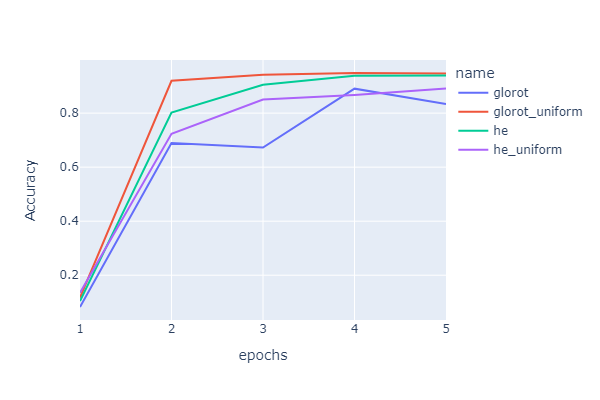 name
glorot
glorot_uniform
he
he_uniform
Accuracy
0.8
0.6
0.4
0.2
1 2 3 4 5
epochs